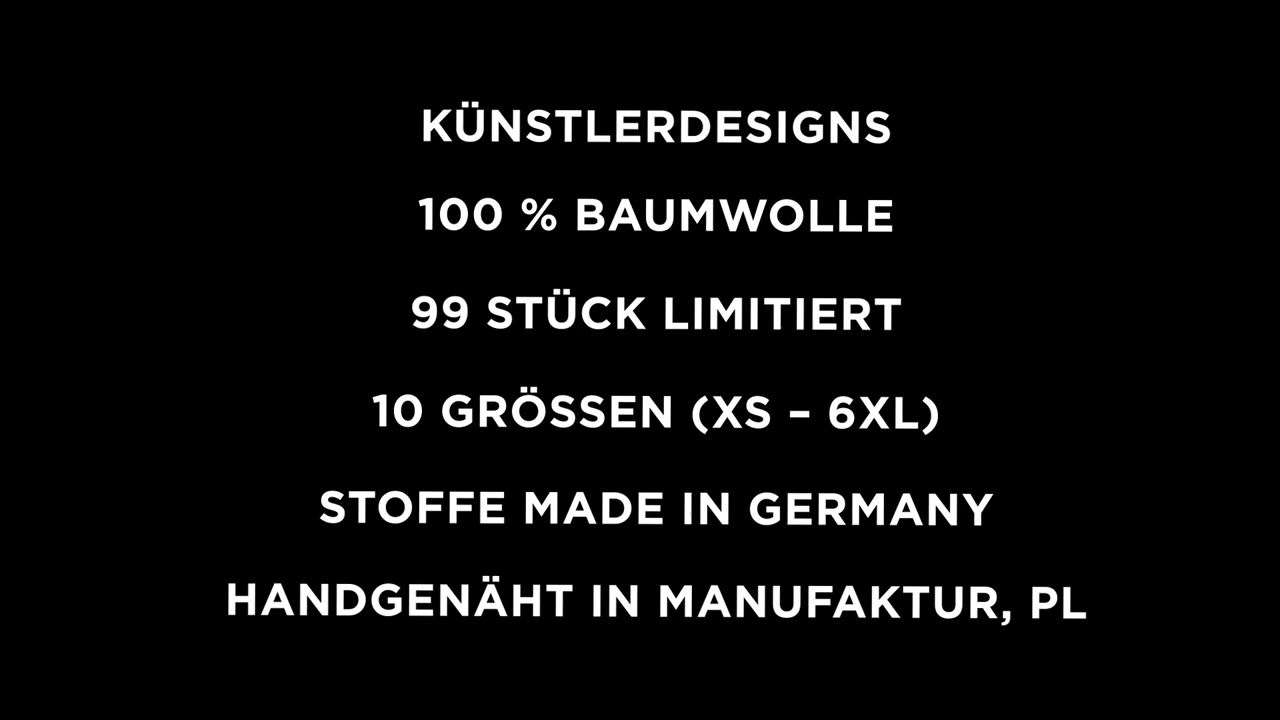 KÜNSTLERDESIGNS
100 % BAUMWOLLE
99 STÜCK LIMITIERT
10 GRÖSSEN (XS – 6XL)
STOFFE MADE IN GERMANY
HANDGENÄHT IN MANUFAKTUR, PL